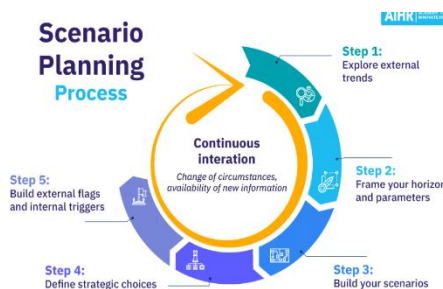 AIHR
Scenario
Planning
Process
Step 1:
Explore external
trends
Continuous
interation
Change of circumstances,
availability of new information
Step 2:
Frame your horizon
and parameters
Step 5:
Build external flags
and internal triggers
Step 4:
Define strategic choices
Step 3:
Build your scenarios